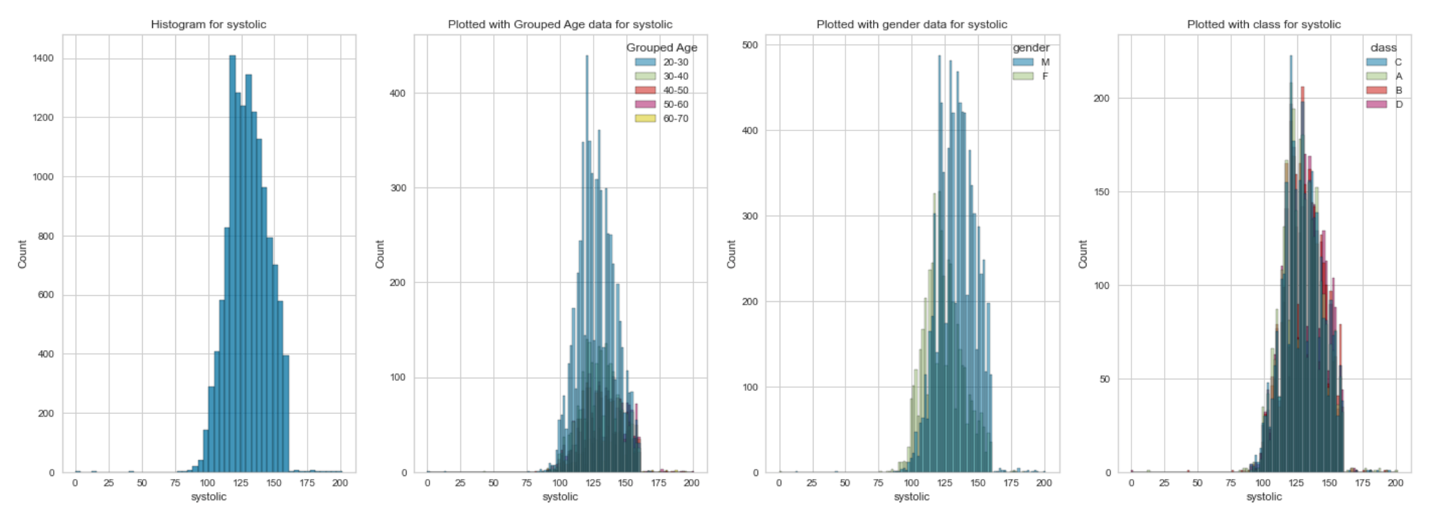 Histogram for systolic
1400
1200
1000
800
600
400
200
0
Count
0 25 50 75 100 125 150 175 200
systolic
Plotted with Grouped Age data for systolic
Grouped Age
20-30
30-40
40-50
50-60
60-70
400
300
200
100
0
Count
0 25 50 75 100 125 150 175 200
systolic
Plotted with gender data for systolic
gender
M
F
500
400
300
200
100
0
Count
0 25 50 75 100 125 150 175 200
systolic
Plotted with class for systolic
class
C
A
B
D
200
150
100
50
0
Count
0 25 50 75 100 125 150 175 200
systolic